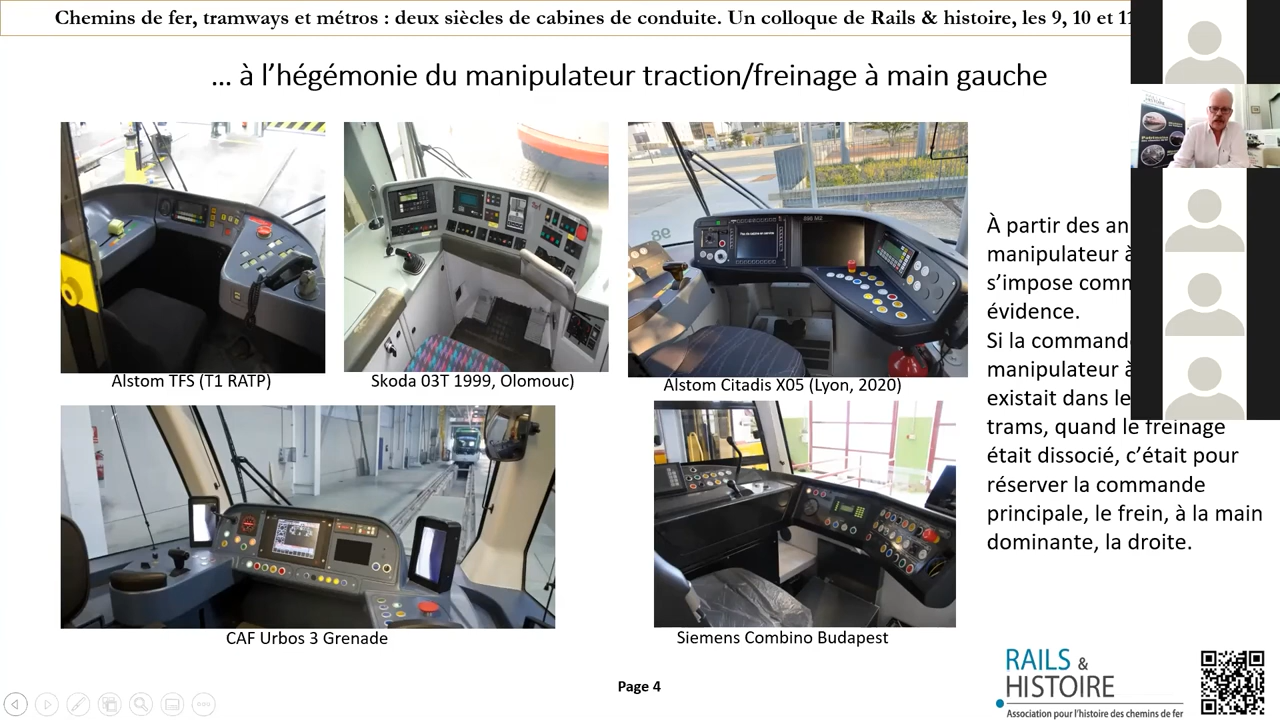 Chemins de fer, tramways et métros : deux siècles de cabines de conduite. Un colloque de Rails & histoire, les 9, 10 et
… à l’hégémonie du manipulateur traction/freinage à main gauche
Alstom TFS (T1 RATP)
Skoda 03T 1999, Olomouc)
Alstom Citadis X05 (Lyon, 2020)
CAF Urbos 3 Grenade
Siemens Combino Budapest
À partir des
manipulateur
s’impose
évidence.
Si la
manipulateur
existait dans
trams, quand le freinage
était dissocié, c’était pour
réserver la commande
principale, le frein, à la main
dominante, la droite.
Page 4
RAILS &
HISTOIRE
Association pour l’histoire des chemins de fer